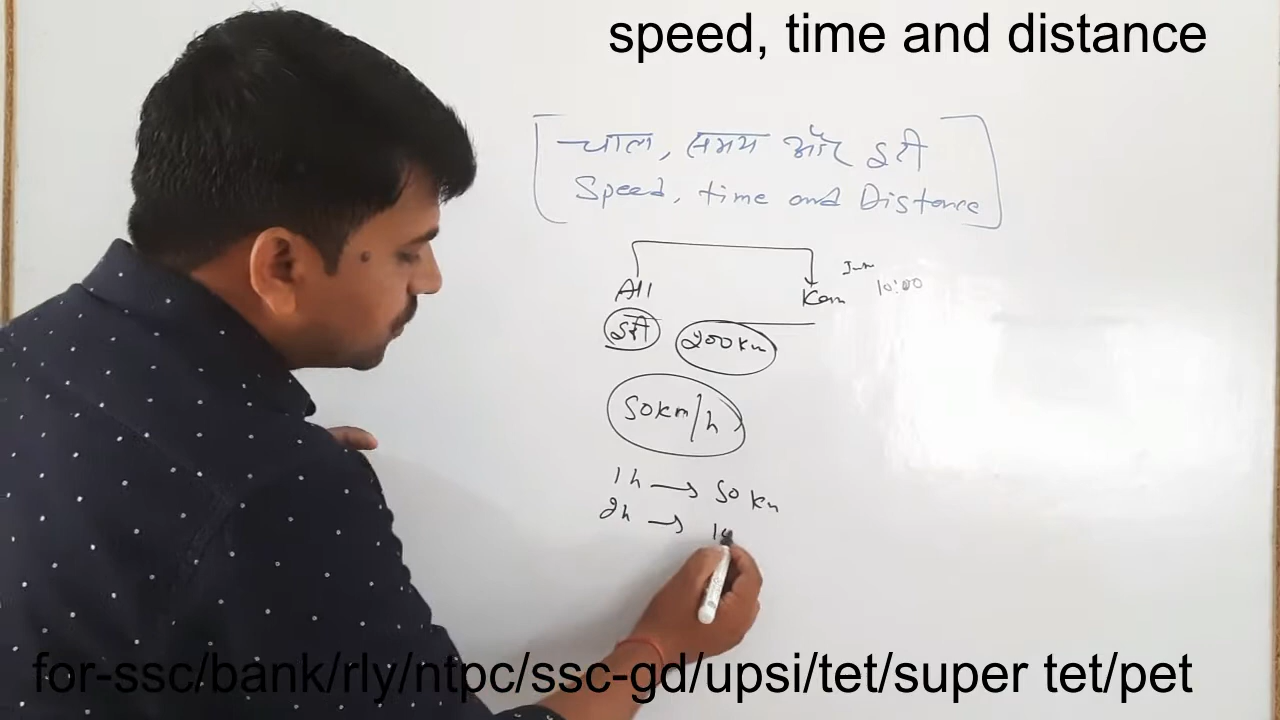 speed, time and distance
चाल, समय और दूरी
Speed, time and Distance
All Kan
10:00
दूरी 200km
50km/h
1h → 50 Km
2h → 10
for-ssc/bank/rly/ntpc/ssc-gd/upsi/tet/super tet/pet